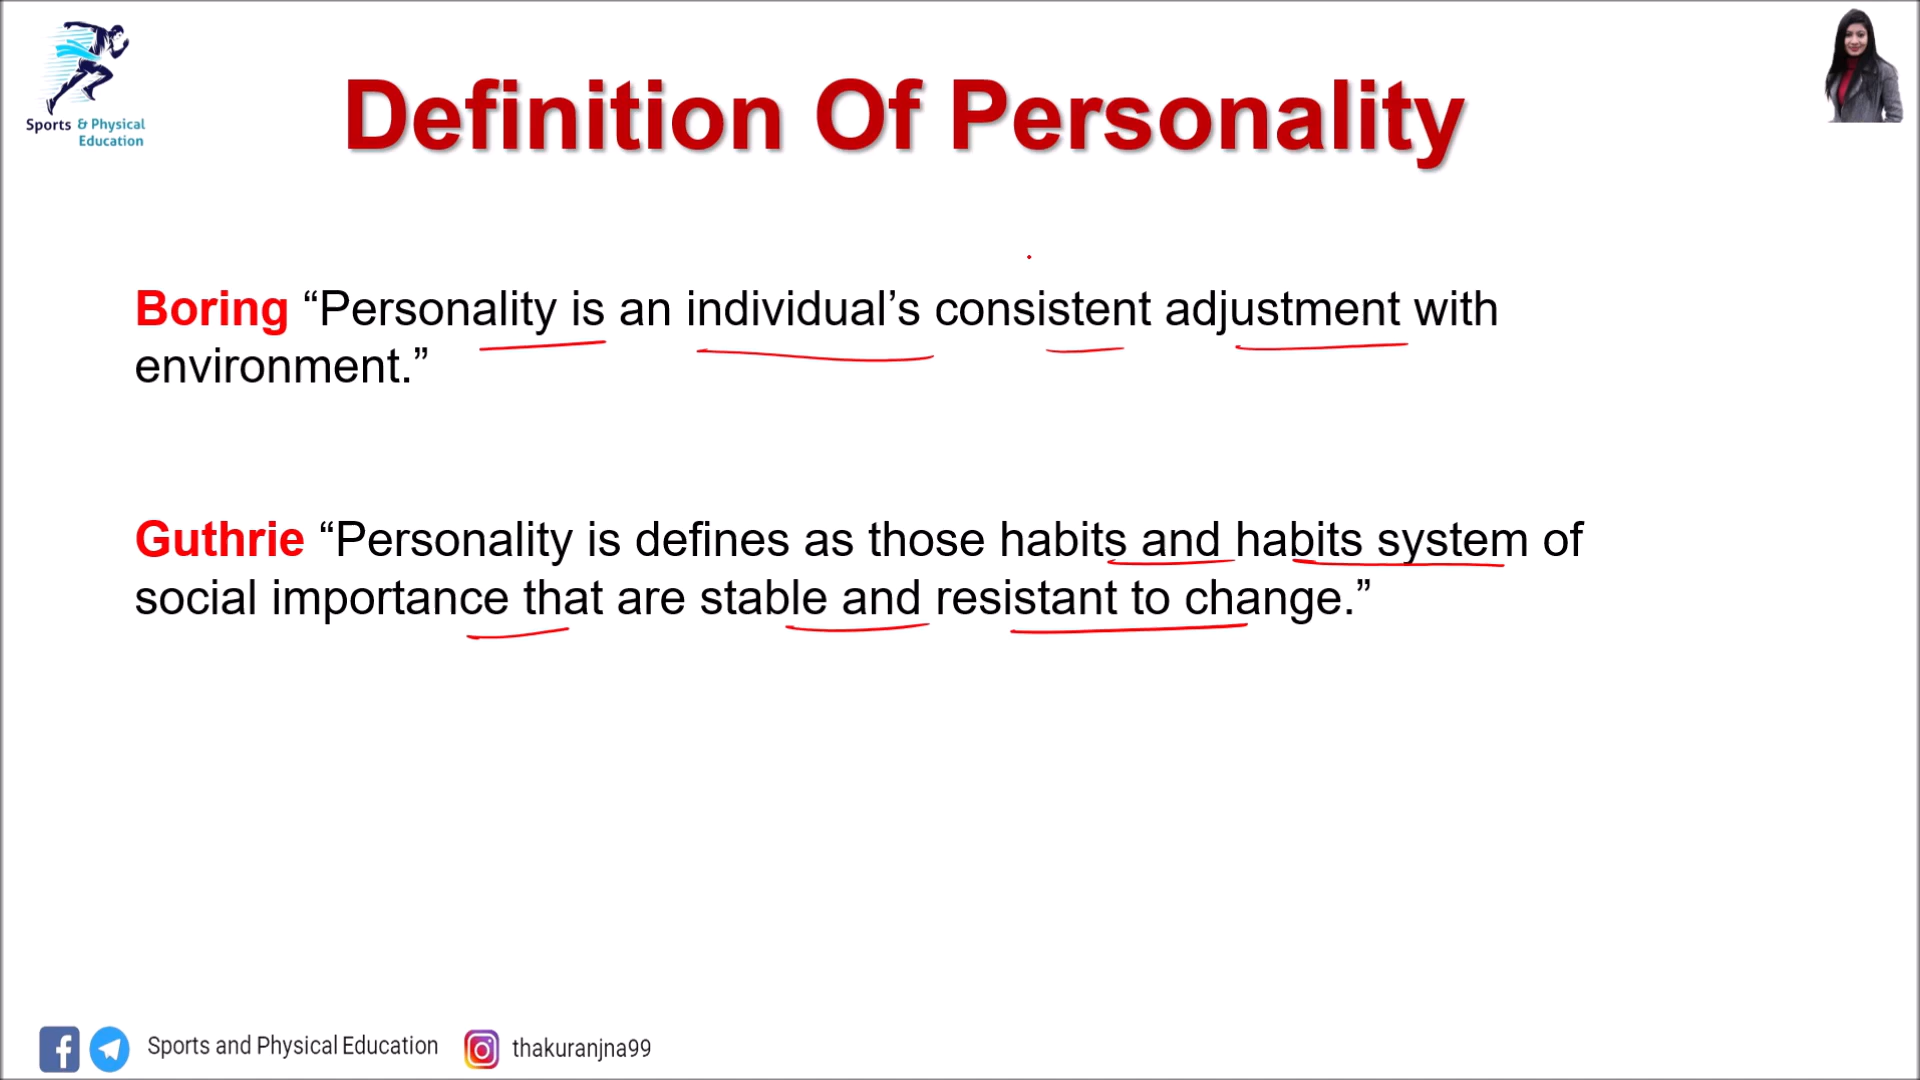 Sports & Physical
Education
Definition Of Personality
Boring “Personality is an individual’s consistent adjustment with
environment.”
Guthrie “Personality is defines as those habits and habits system of
social importance that are stable and resistant to change.”
Sports and Physical Education
thakuranjna99